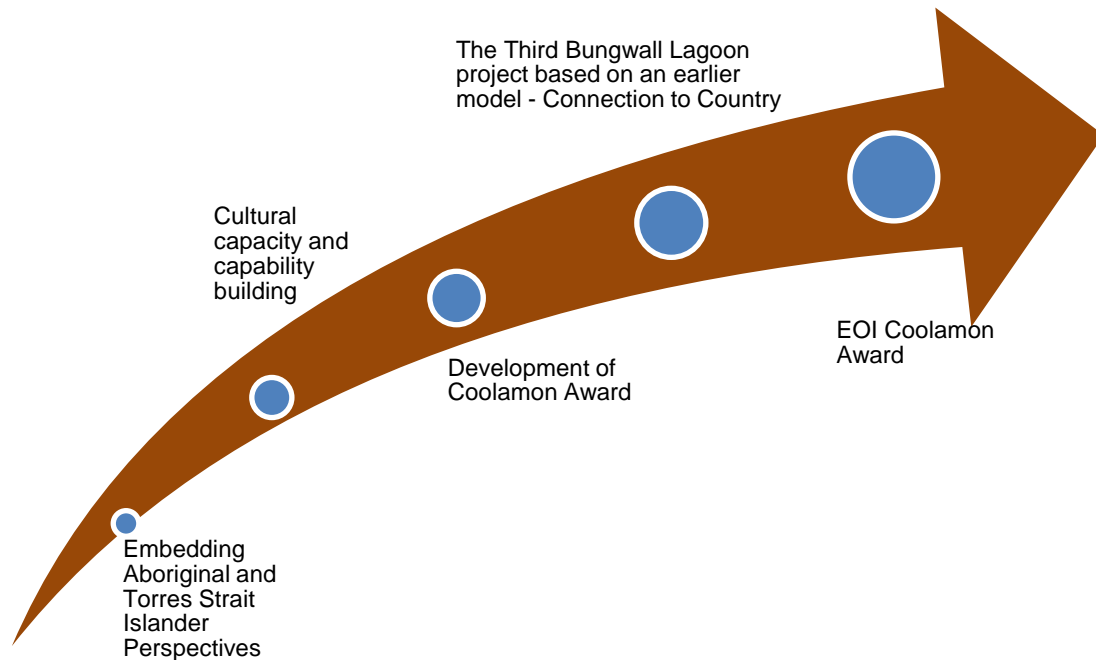 The Third Bungwall Lagoon
project based on an earlier
model - Connection to Country
Cultural
capacity and
capability
building
EOI Coolamon
Award
Development of
Coolamon Award
Embedding
Aboriginal and
Torres Strait
Islander
Perspectives